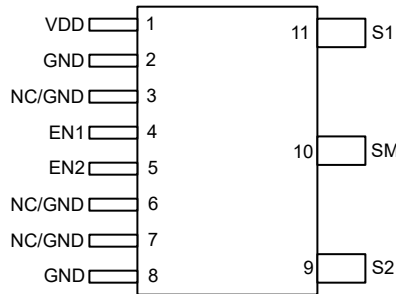 VDD 1 11 S1
GND 2
NC/GND 3
EN1 4 10 SM
EN2 5
NC/GND 6
NC/GND 7
GND 8 9 S2